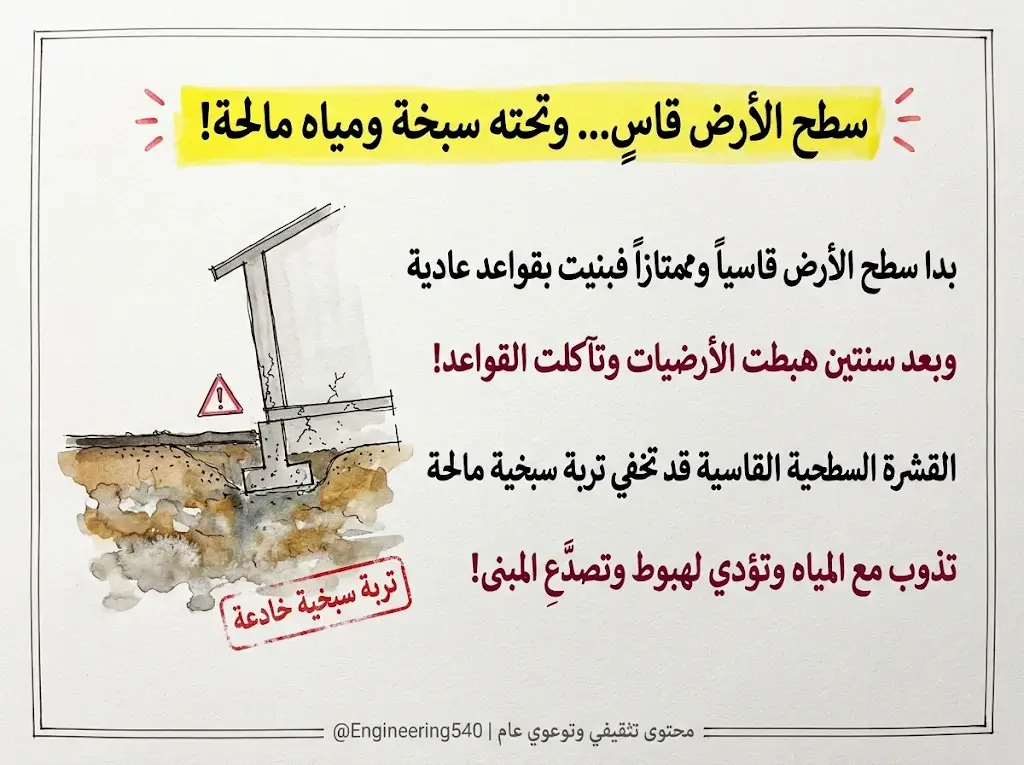 سطح الأرض قاسٍ... وتحته سبخة ومياه مالحة!
بدا سطح الأرض قاسياً وممتازاً فبنيت بقواعد عادية
وبعد سنتين هبطت الأرضيات وتآكلت القواعد!
القشرة السطحية القاسية قد تخفي تربة سبخية مالحة
تذوب مع المياه وتؤدي لهبوط وتصدَّعِ المبنى!
تربة سبخية خادعة
محتوى تثقيفي وتوعوي عام | @Engineering540